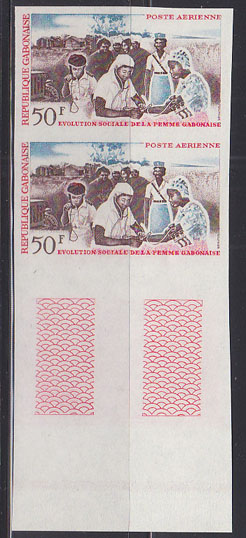 POSTE AERIENNE
REPUBLIQUE GABONAISE
50F
EVOLUTION SOCIALE DE LA FEMME GABONAISE
POSTE AERIENNE
REPUBLIQUE GABONAISE
50F
EVOLUTION SOCIALE DE LA FEMME GABONAISE